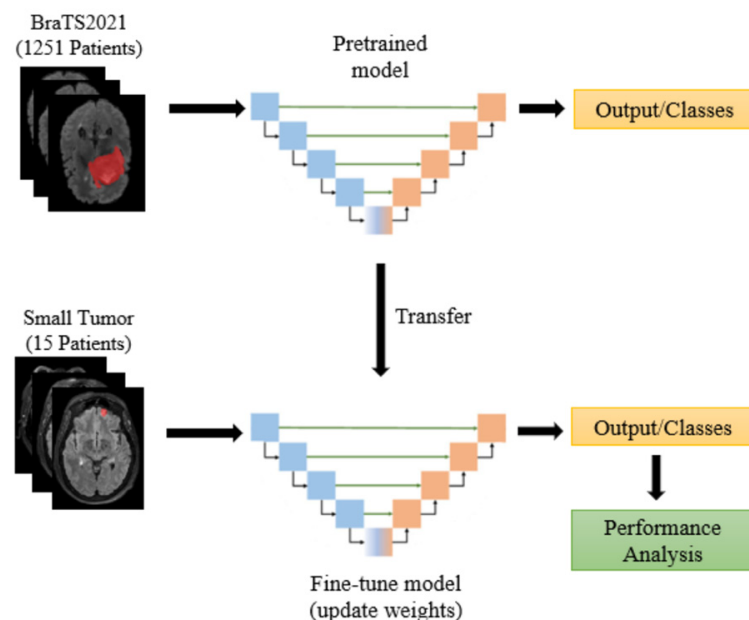 BraTS2021
(1251 Patients)
Pretrained
model
Output/Classes
Transfer
Small Tumor
(15 Patients)
Output/Classes
Performance
Analysis
Fine-tune model
(update weights)